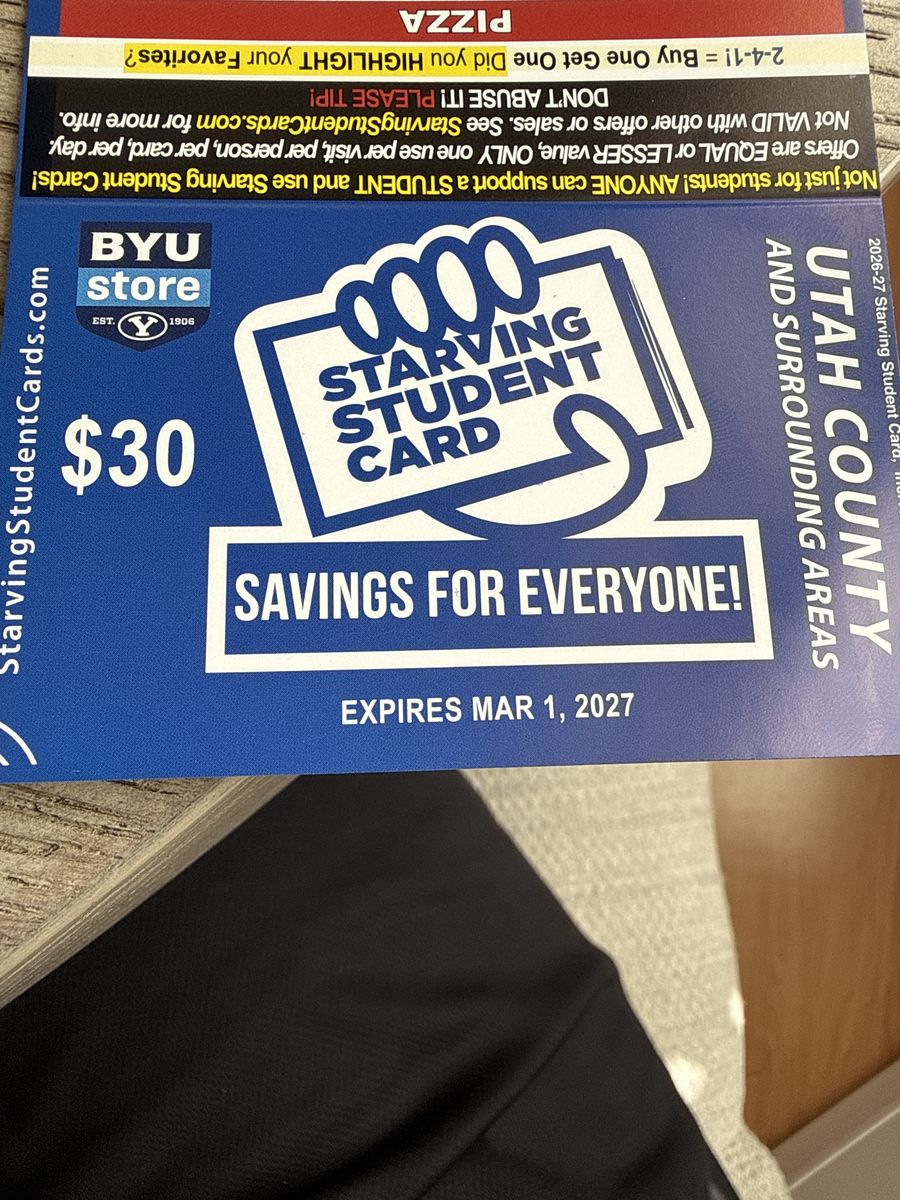 PIZZA
2-4-1! = Buy One Get One Did you HIGHLIGHT your Favorites?
DON'T ABUSE IT! PLEASE TIP!
Not VALID with other offers or sales. See StarvingStudentCards.com for more info.
Offers are EQUAL or LESSER value, ONLY one use per visit, per person, per card, per day.
Not just for students! ANYONE can support a STUDENT and use Starving Student Cards!
BYU
store
EST. Y 1906
$30
StarvingStudentCards.com
STARVING
STUDENT
CARD
SAVINGS FOR EVERYONE!
EXPIRES MAR 1, 2027
UTAH COUNTY
AND SURROUNDING AREAS
2026-27 Starving Student Card,